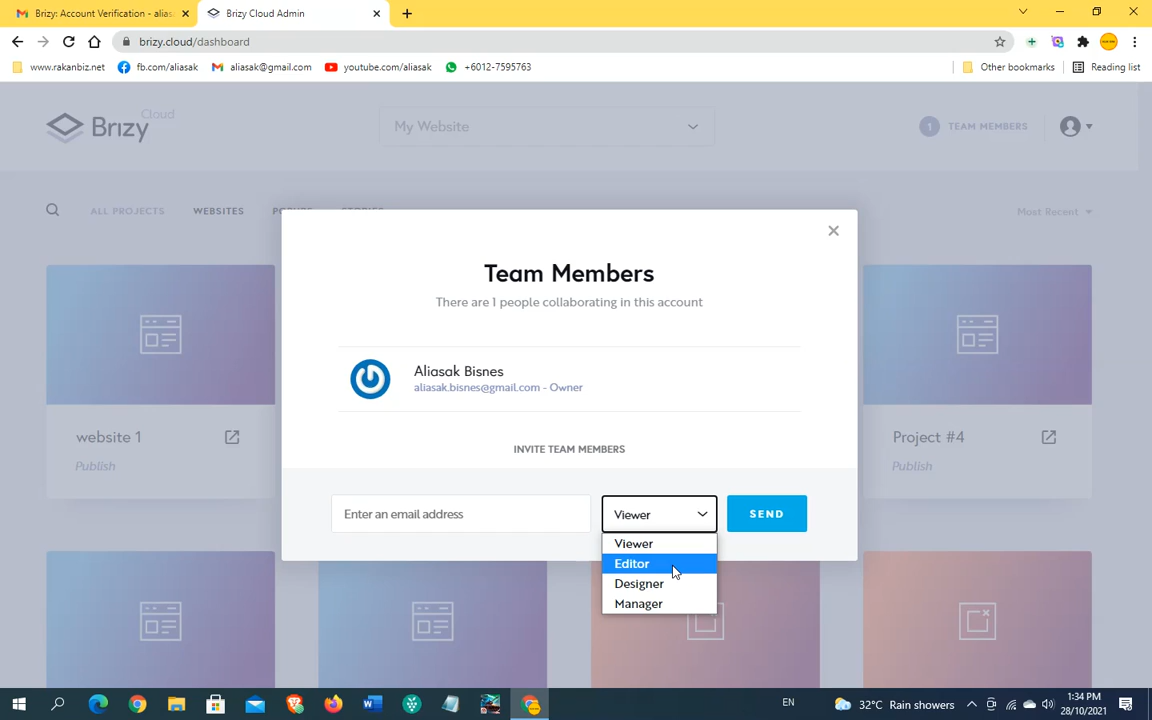 Brizy: Account Verification - alias
Brizy Cloud Admin
brizy.cloud/dashboard
www.rakanbiz.net
fb.com/aliasak
aliasak@gmail.com
youtube.com/aliasak
+6012-7595763
Other bookmarks
Reading list
Brizy
Cloud
My Website
1
TEAM MEMBERS
ALL PROJECTS
WEBSITES
POPUPS
STORIES
Most Recent
Team Members
There are 1 people collaborating in this account
Aliasak Bisnes
aliasak.bisnes@gmail.com - Owner
INVITE TEAM MEMBERS
Enter an email address
Viewer
SEND
Viewer
Editor
Designer
Manager
website 1
Publish
Project #4
Publish
EN
32°C Rain showers
1:34 PM
28/10/2021